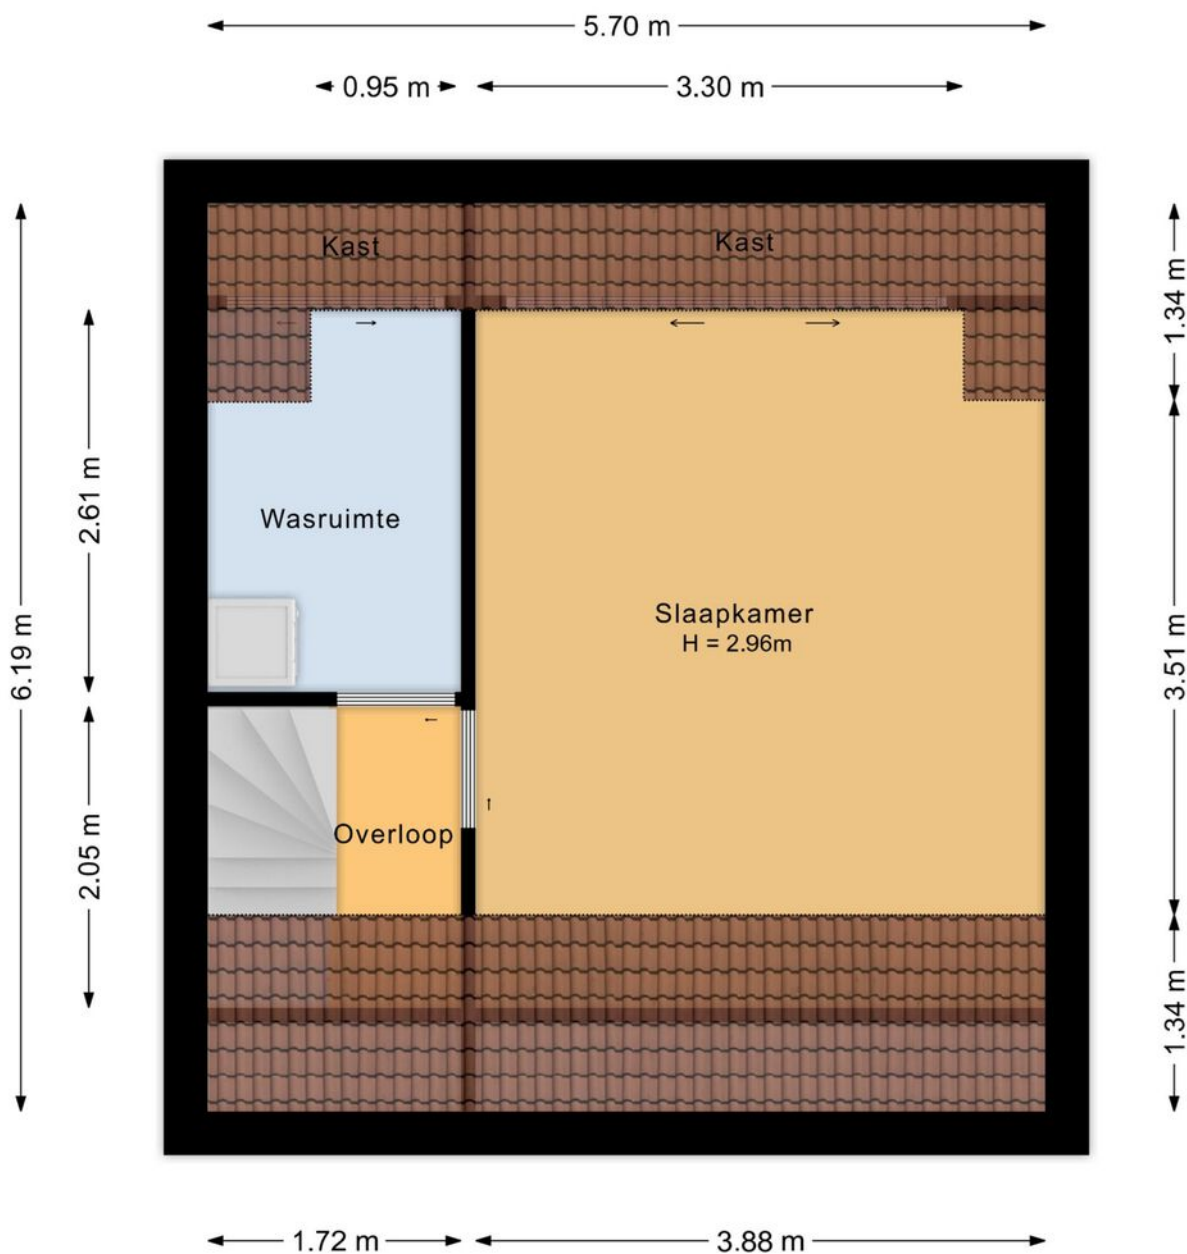 5.70 m
0.95 m
3.30 m
Kast
Kast
1.34 m
2.61 m
Wasruimte
Slaapkamer
H = 2.96m
6.19 m
3.51 m
Overloop
2.05 m
1.34 m
1.72 m
3.88 m